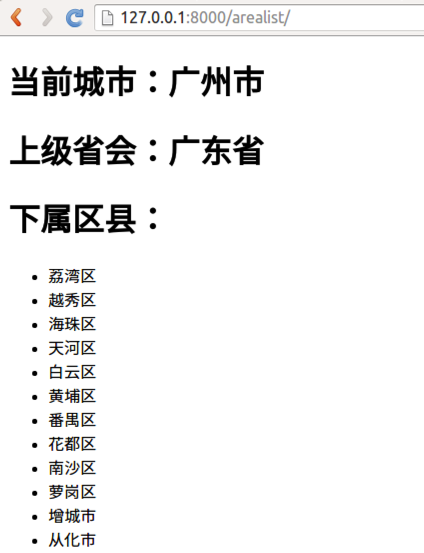 127.0.0.1:8000/arealist/
当前城市：广州市
上级省会：广东省
下属区县：
荔湾区
越秀区
海珠区
天河区
白云区
黄埔区
番禺区
花都区
南沙区
萝岗区
增城市
从化市